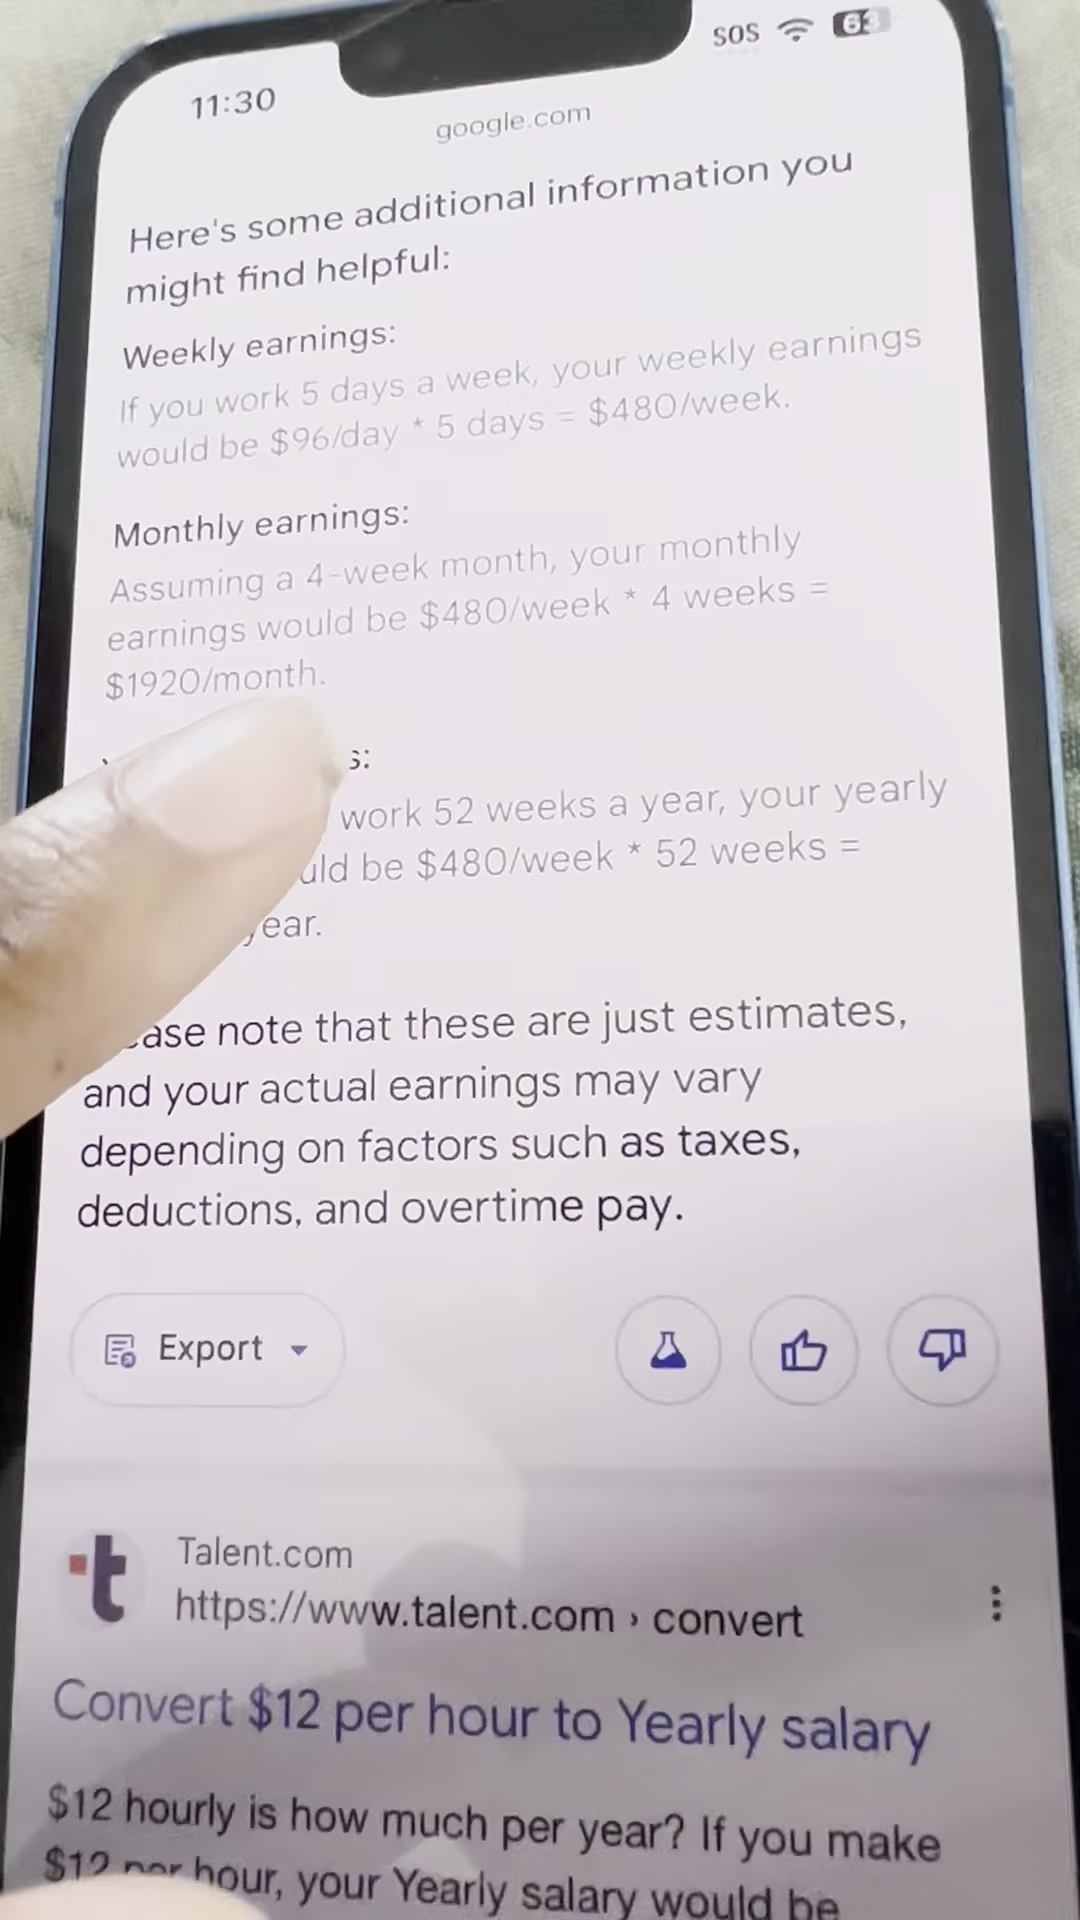 11:30
SOS
63
google.com
Here's some additional information you
might find helpful:
Weekly earnings:
If you work 5 days a week, your weekly earnings
would be $96/day * 5 days = $480/week.
Monthly earnings:
Assuming a 4-week month, your monthly
earnings would be $480/week * 4 weeks =
$1920/month.
work 52 weeks a year, your yearly
be $480/week * 52 weeks =
note that these are just estimates,
and your actual earnings may vary
depending on factors such as taxes,
deductions, and overtime pay.
Export
Talent.com
https://www.talent.com › convert
Convert $12 per hour to Yearly salary
$12 hourly is how much per year? If you make
$12 per hour, your Yearly salary would be